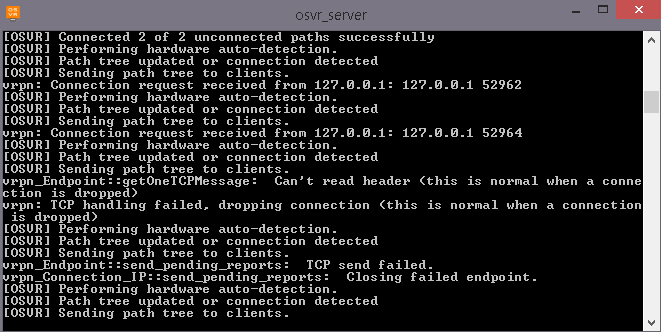 OS
VR
osvr_server
[OSVR] Connected 2 of 2 unconnected paths successfully
[OSVR] Performing hardware auto-detection.
[OSVR] Path tree updated or connection detected
[OSVR] Sending path tree to clients.
vrpn: Connection request received from 127.0.0.1: 127.0.0.1 52962
[OSVR] Performing hardware auto-detection.
[OSVR] Path tree updated or connection detected
[OSVR] Sending path tree to clients.
vrpn: Connection request received from 127.0.0.1: 127.0.0.1 52964
[OSVR] Performing hardware auto-detection.
[OSVR] Path tree updated or connection detected
[OSVR] Sending path tree to clients.
vrpn_Endpoint::getOneTCPMessage:  Can't read header (this is normal when a conne
ction is dropped)
vrpn: TCP handling failed, dropping connection (this is normal when a connection
 is dropped)
[OSVR] Performing hardware auto-detection.
[OSVR] Path tree updated or connection detected
[OSVR] Sending path tree to clients.
vrpn_Endpoint::send_pending_reports:  TCP send failed.
vrpn_Connection_IP::send_pending_reports:  Closing failed endpoint.
[OSVR] Performing hardware auto-detection.
[OSVR] Path tree updated or connection detected
[OSVR] Sending path tree to clients.